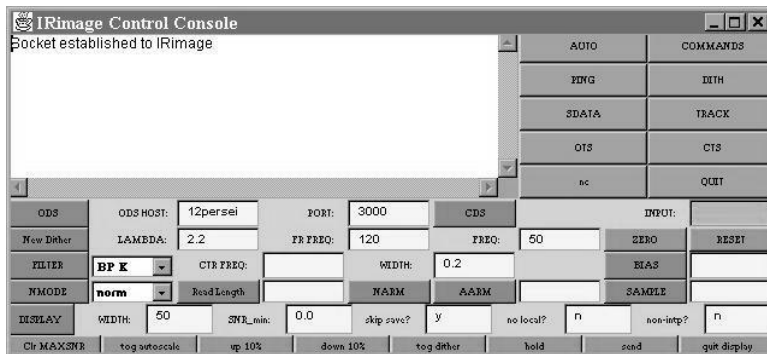 IRimage Control Console
Socket established to IRimage
AUTO COMMANDS
PING DITH
SDATA TRACK
OTS CTS
nc QUIT
ODS ODS HOST: 12persei PORT: 3000 CDS INPUT:
New Dither LAMBDA: 2.2 FR FREQ: 120 FREQ: 50 ZERO RESET
FILTER BP K CTR FREQ: WIDTH: 0.2 BIAS
NMODE norm Read Length NARM AARM SAMPLE
DISPLAY WIDTH: 50 SNR_min: 0.0 skip save? y no local? n non-intp? n
Clr MAXSNR tog autoscale up 10% down 10% tog dither hold send quit display